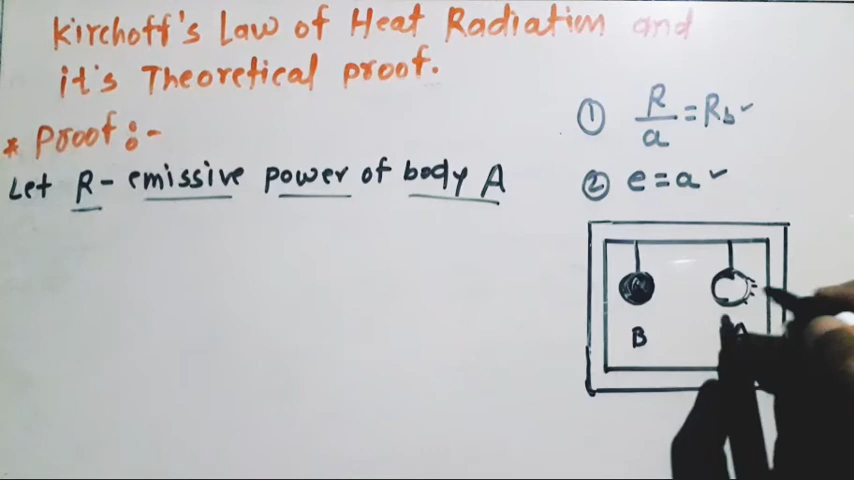 Kirchoff's Law of Heat Radiation and
it's Theoretical proof.
* Proof :-
Let R - emissive power of body A
① R/a = Rb ✓
② e = a ✓
B
A